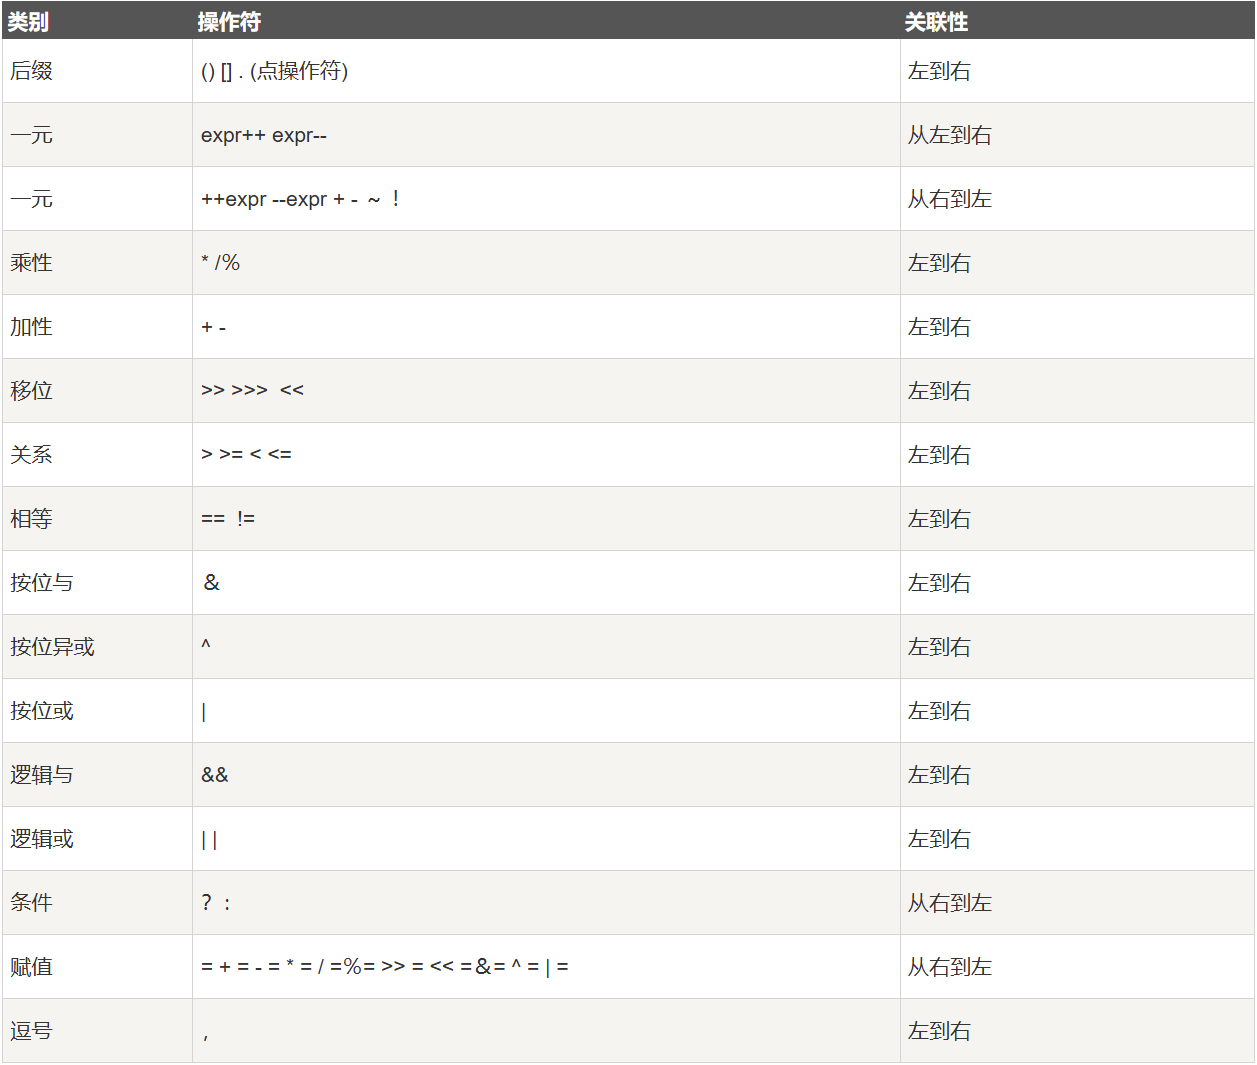 类别 操作符 关联性
后缀 () [] . (点操作符) 左到右
一元 expr++ expr-- 从左到右
一元 ++expr --expr + - ~ ！ 从右到左
乘性 * /％ 左到右
加性 + - 左到右
移位 >> >>>  << 左到右
关系 > >= < <= 左到右
相等 ==  != 左到右
按位与 ＆ 左到右
按位异或 ^ 左到右
按位或 | 左到右
逻辑与 && 左到右
逻辑或 | | 左到右
条件 ？： 从右到左
赋值 = + = - = * = / =％= >> = << =＆= ^ = | = 从右到左
逗号 ， 左到右